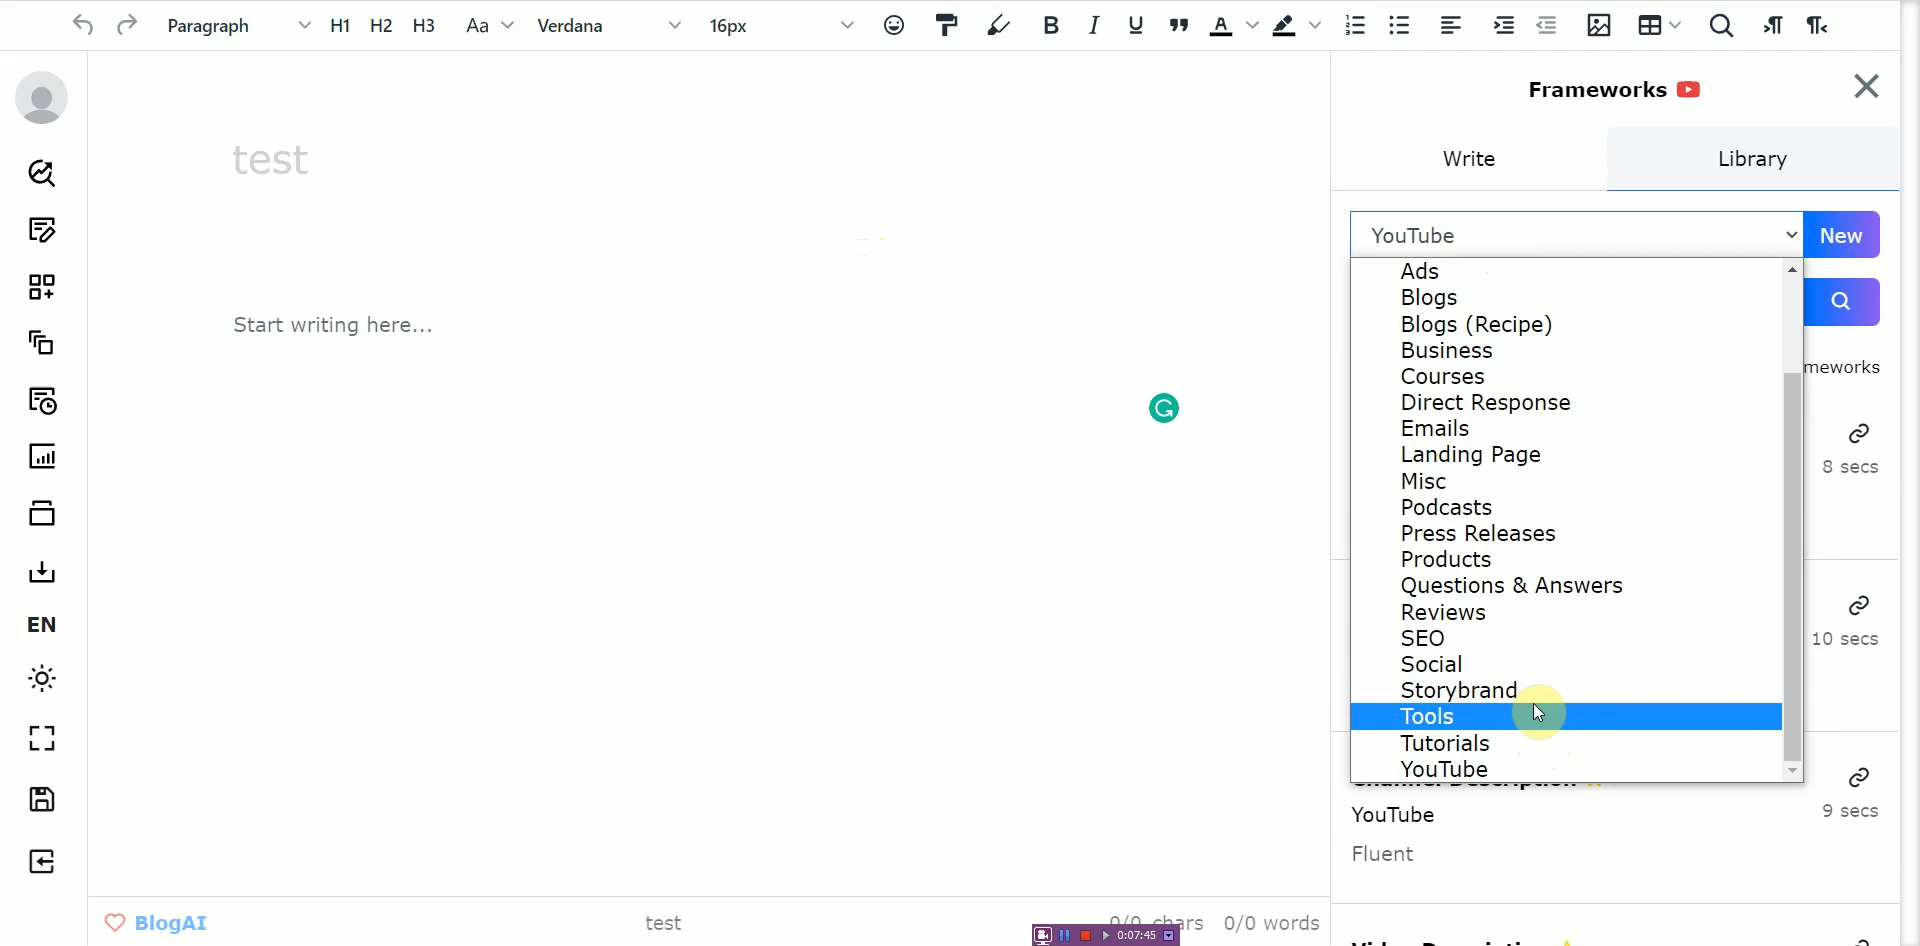 Paragraph H1 H2 H3 Aa Verdana 16px B I U A
Frameworks
Write Library
test
YouTube New
Ads
Blogs
Blogs (Recipe)
Business
Courses
Direct Response
Emails
Landing Page
Misc
Podcasts
Press Releases
Products
Questions & Answers
Reviews
SEO
Social
Storybrand
Tools
Tutorials
YouTube
Start writing here...
meworks
8 secs
10 secs
EN
YouTube
9 secs
Fluent
BlogAI test 0/0 chars 0/0 words
0:07:45